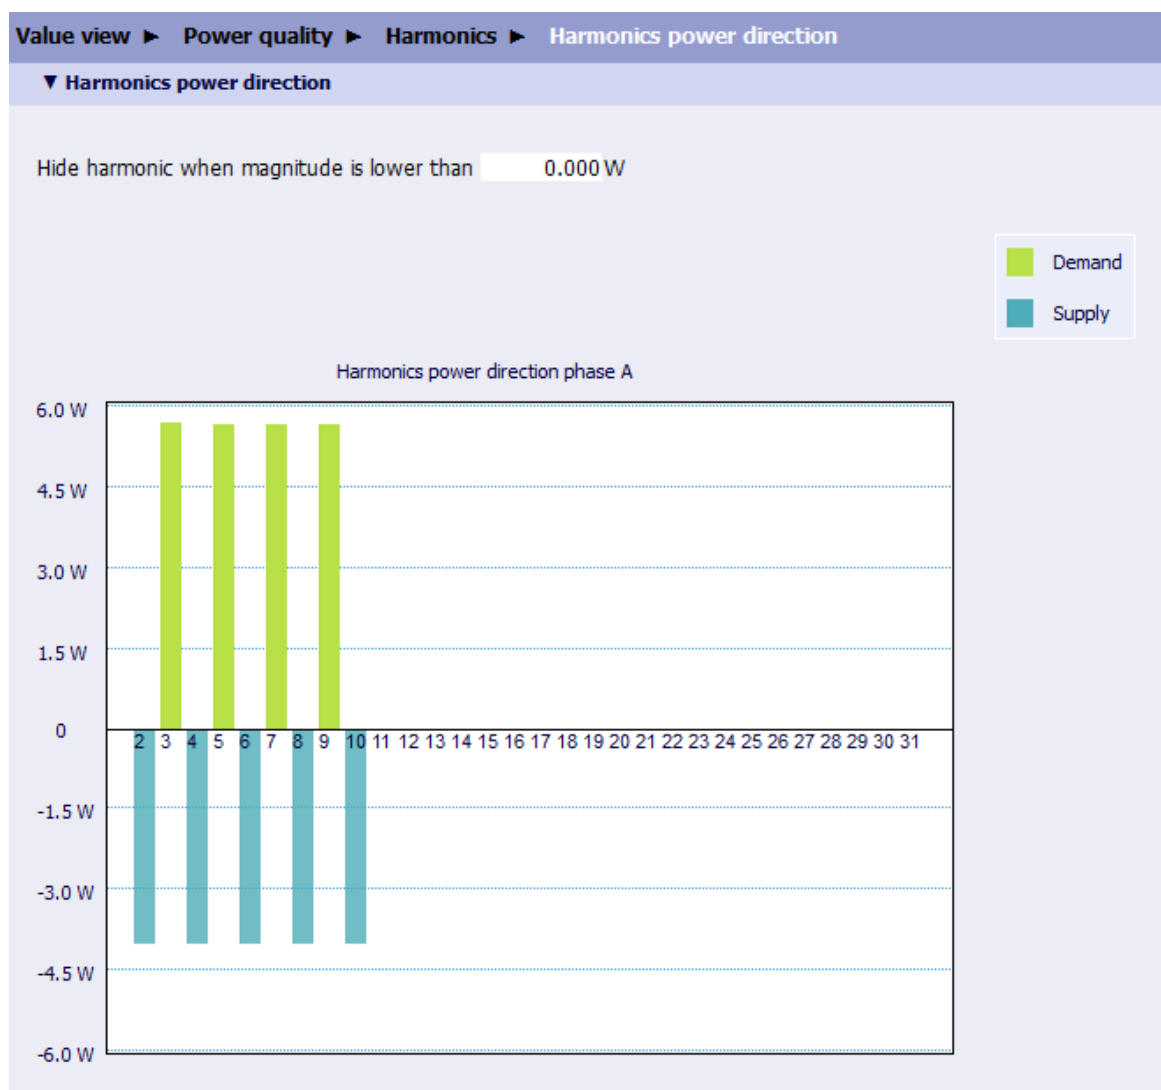 Value view ► Power quality ► Harmonics ► Harmonics power direction
▼ Harmonics power direction
Hide harmonic when magnitude is lower than 0.000 W
Demand
Supply
Harmonics power direction phase A
6.0 W
4.5 W
3.0 W
1.5 W
0
2 3 4 5 6 7 8 9 10 11 12 13 14 15 16 17 18 19 20 21 22 23 24 25 26 27 28 29 30 31
-1.5 W
-3.0 W
-4.5 W
-6.0 W